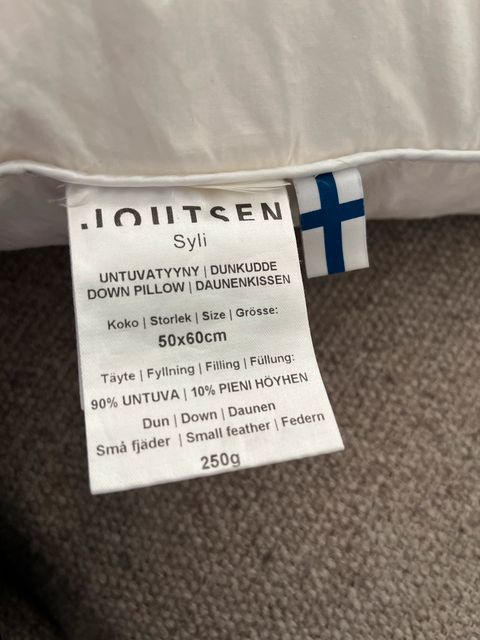 JOUTSEN
Syli
UNTUVATYYNY | DUNKUDDE
DOWN PILLOW | DAUNENKISSEN
Koko | Storlek | Size | Grösse:
50x60cm
Täyte | Fyllning | Filling | Füllung:
90% UNTUVA | 10% PIENI HÖYHEN
Dun | Down | Daunen
Små fjäder | Small feather | Federn
250g